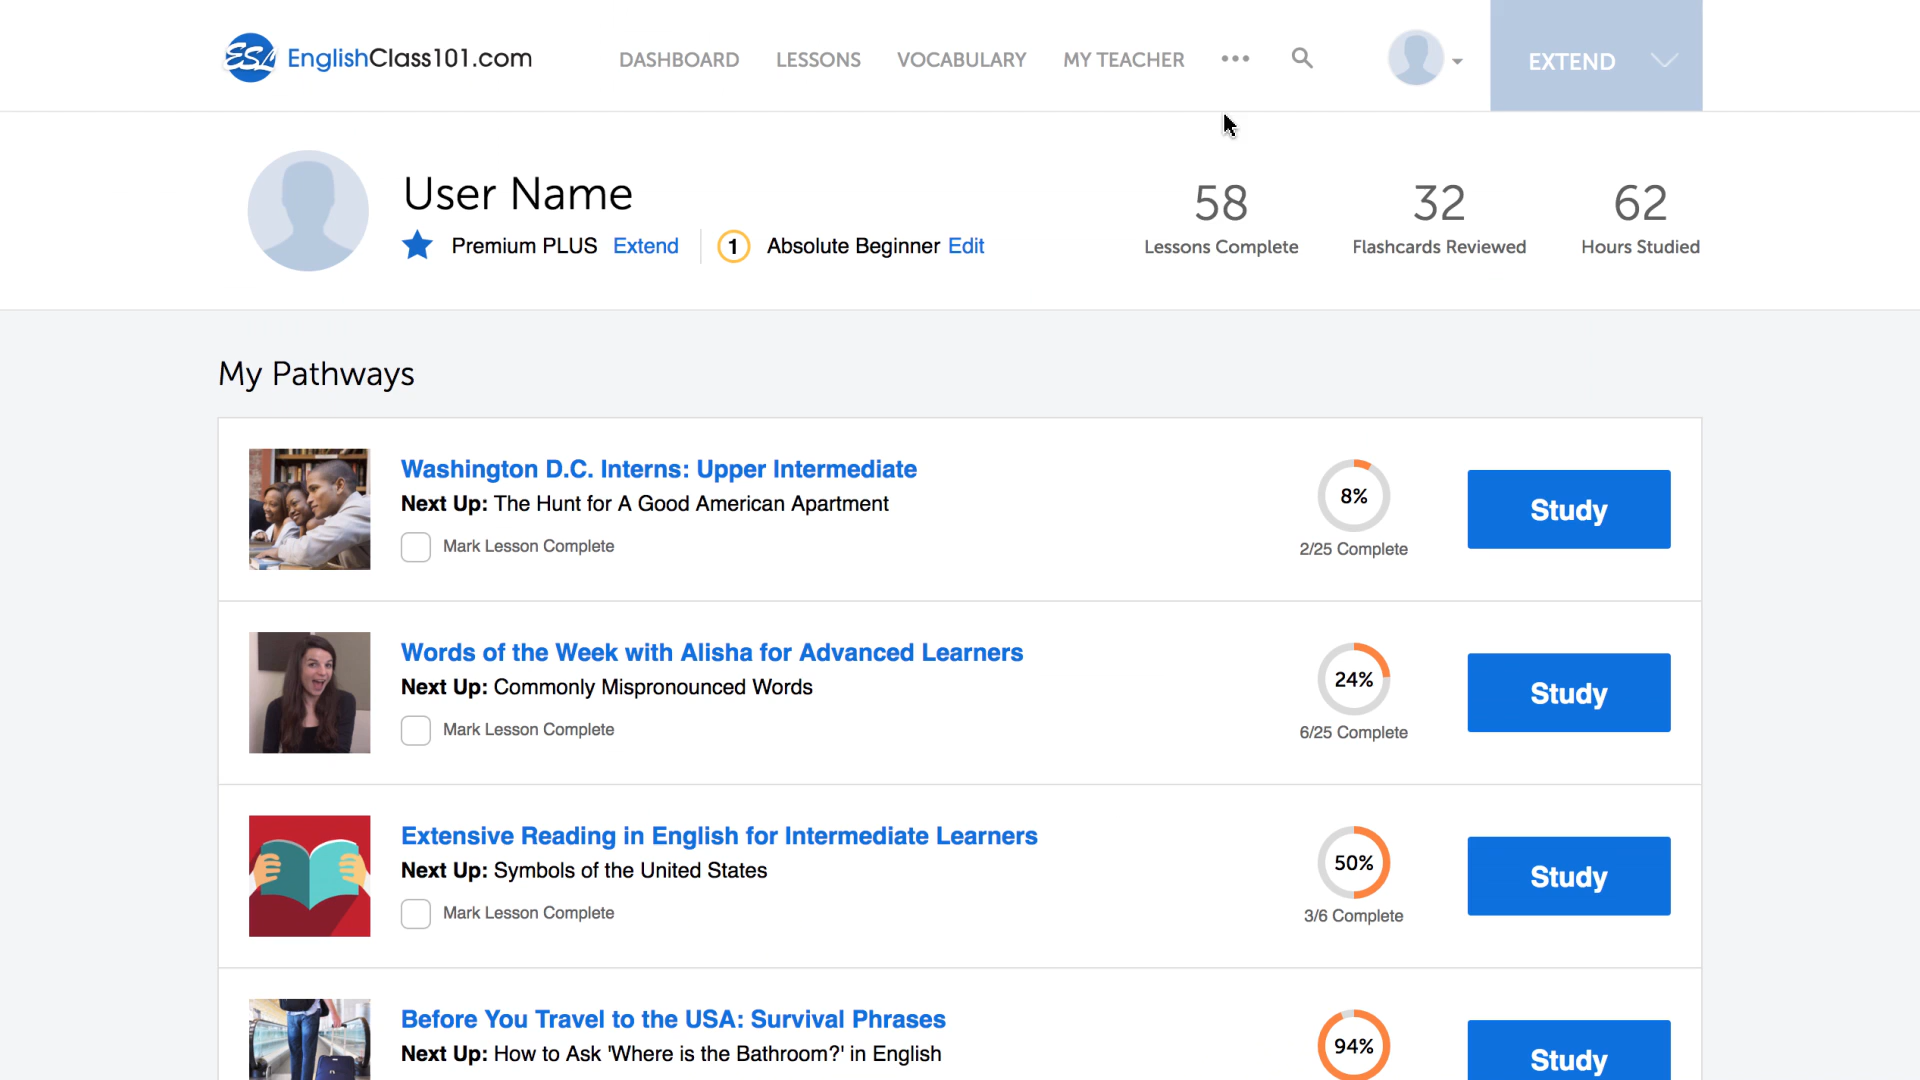 ESL EnglishClass101.com DASHBOARD LESSONS VOCABULARY MY TEACHER ••• EXTEND
User Name
Premium PLUS Extend 1 Absolute Beginner Edit
58 32 62
Lessons Complete Flashcards Reviewed Hours Studied
My Pathways
Washington D.C. Interns: Upper Intermediate
Next Up: The Hunt for A Good American Apartment
Mark Lesson Complete
8%
2/25 Complete
Study
Words of the Week with Alisha for Advanced Learners
Next Up: Commonly Mispronounced Words
Mark Lesson Complete
24%
6/25 Complete
Study
Extensive Reading in English for Intermediate Learners
Next Up: Symbols of the United States
Mark Lesson Complete
50%
3/6 Complete
Study
Before You Travel to the USA: Survival Phrases
Next Up: How to Ask 'Where is the Bathroom?' in English
94%
Study